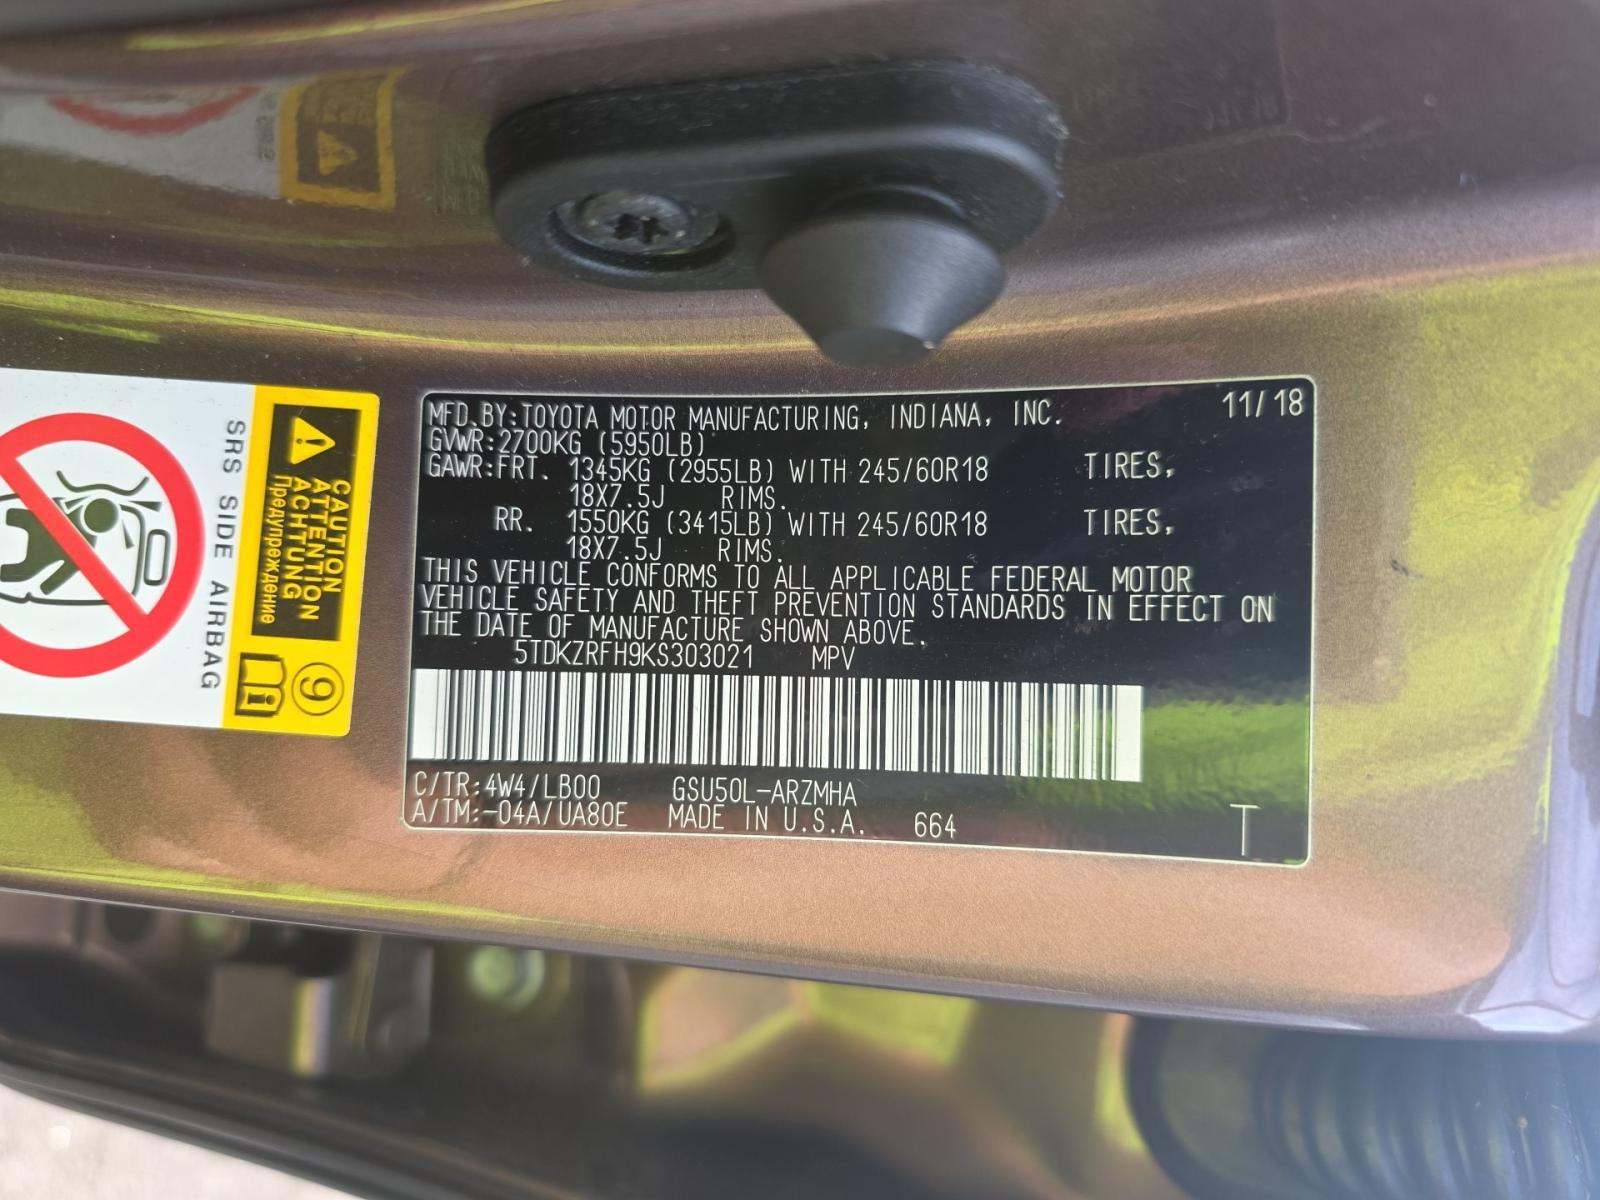 MFD.BY:TOYOTA MOTOR MANUFACTURING, INDIANA, INC. 11/18
GVWR:2700KG (5950LB)
GAWR:FRT. 1345KG (2955LB) WITH 245/60R18 TIRES,
18X7.5J RIMS.
RR. 1550KG (3415LB) WITH 245/60R18 TIRES,
18X7.5J RIMS.
THIS VEHICLE CONFORMS TO ALL APPLICABLE FEDERAL MOTOR
VEHICLE SAFETY AND THEFT PREVENTION STANDARDS IN EFFECT ON
THE DATE OF MANUFACTURE SHOWN ABOVE.
5TDKZRFH9KS303021 MPV
C/TR:4W4/LB00 GSU50L-ARZMHA
A/TM:-04A/UA80E MADE IN U.S.A. 664 T
CAUTION
ATTENTION
ACHTUNG
Предупреждение
SRS SIDE AIRBAG
9
i